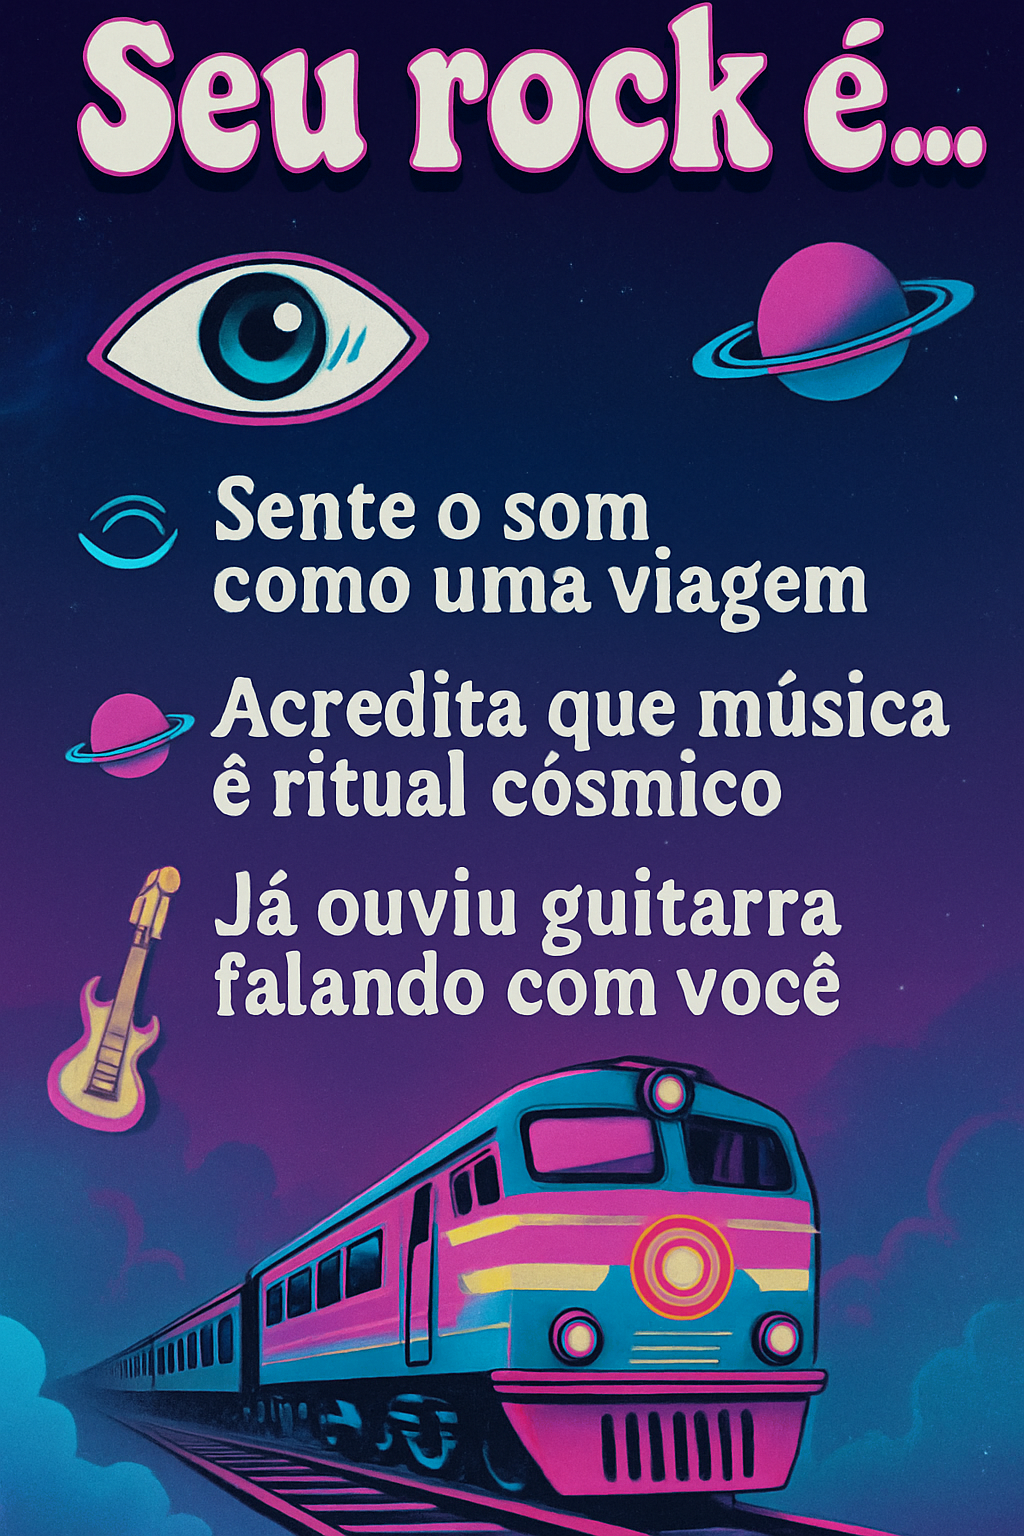 Seu rock é...
Sente o som
como uma viagem
Acredita que música
ê ritual cósmico
Já ouviu guitarra
falando com você